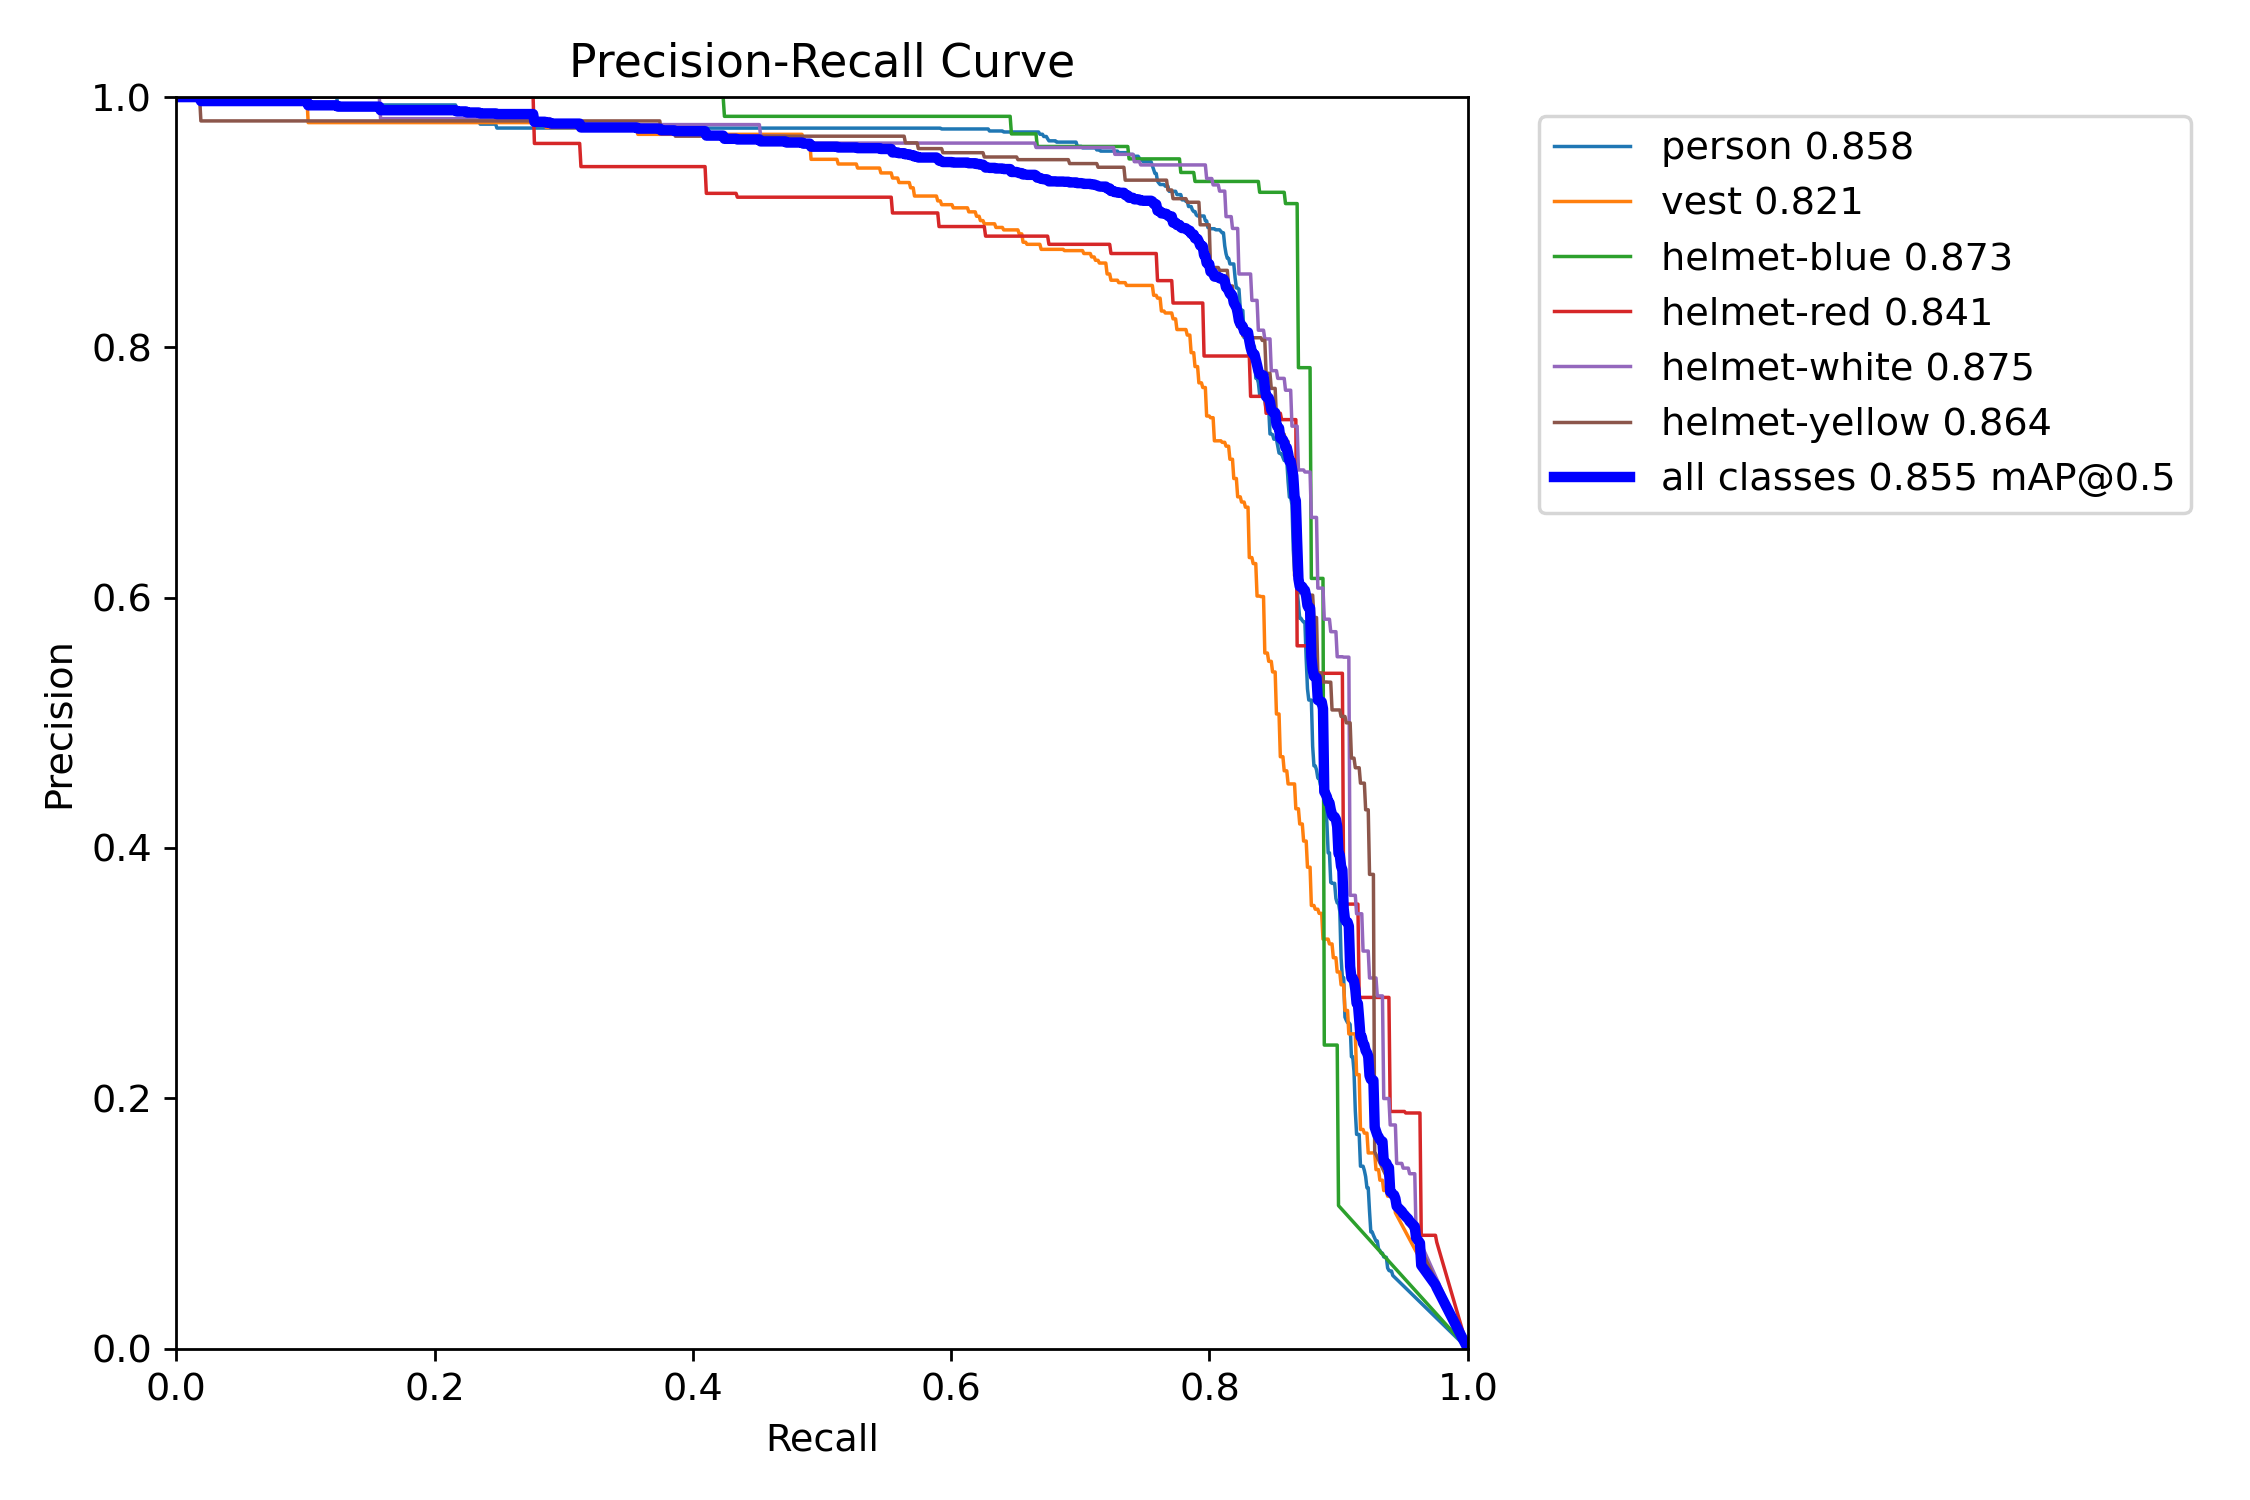 Precision-Recall Curve
1.0
0.8
0.6
0.4
0.2
0.0
Precision
0.0 0.2 0.4 0.6 0.8 1.0
Recall
person 0.858
vest 0.821
helmet-blue 0.873
helmet-red 0.841
helmet-white 0.875
helmet-yellow 0.864
all classes 0.855 mAP@0.5